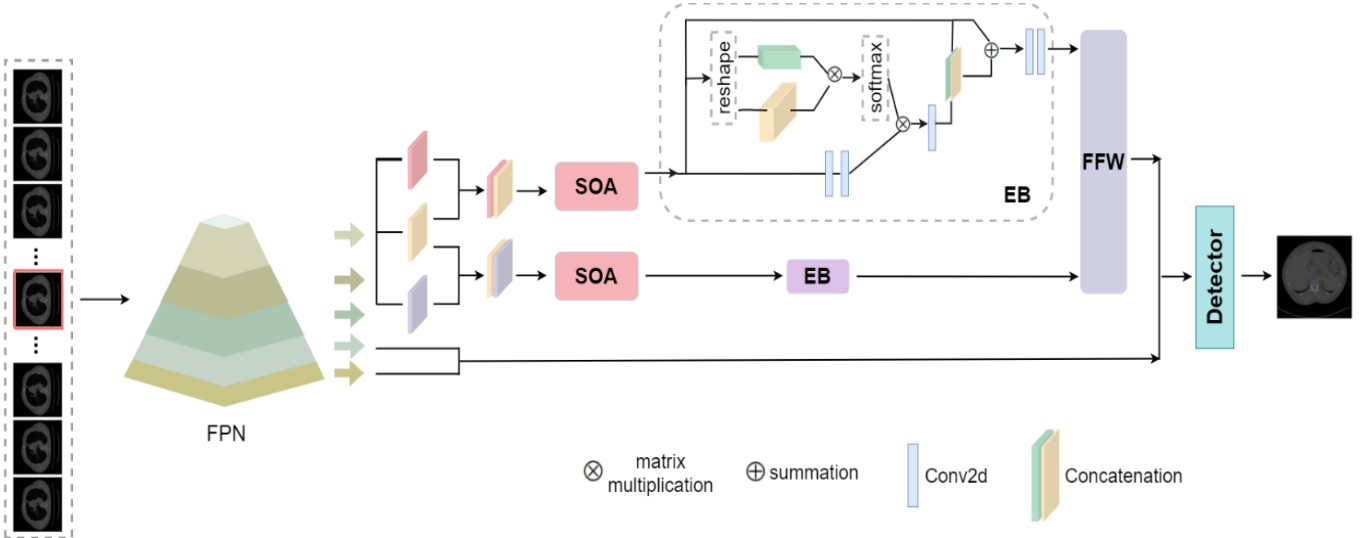 reshape
softmax
EB
FFW
SOA
SOA
EB
Detector
FPN
matrix
multiplication
summation
Conv2d
Concatenation